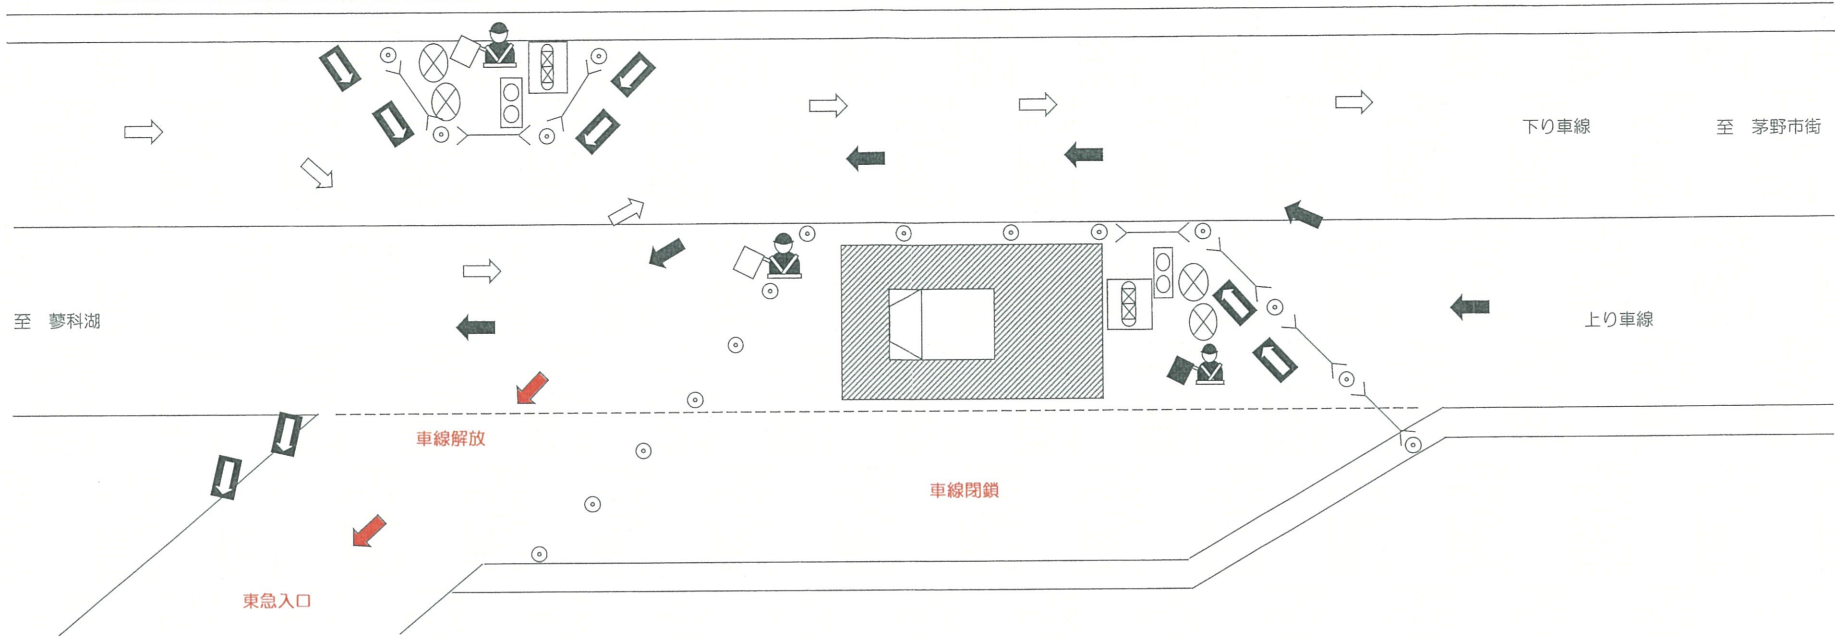 下り車線
至 茅野市街
至 蓼科湖
上り車線
車線解放
車線閉鎖
東急入口